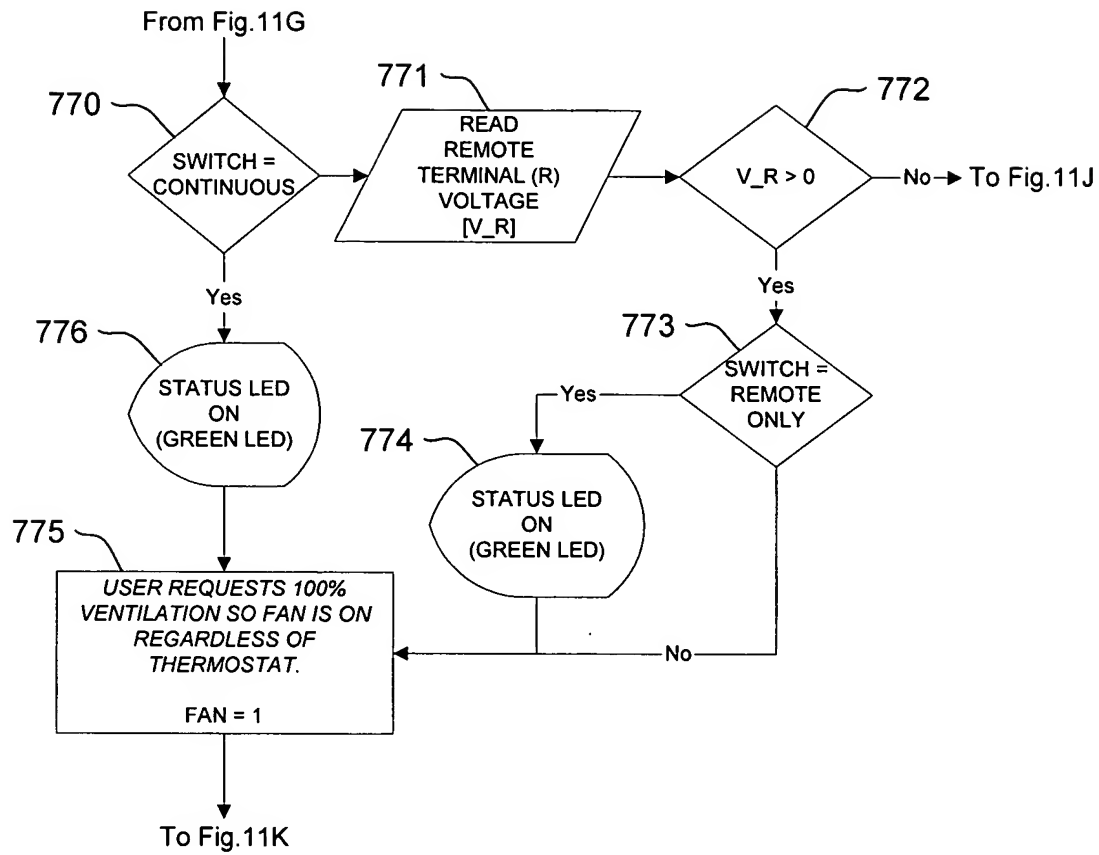 From Fig.11G
770
SWITCH =
CONTINUOUS
771
READ
REMOTE
TERMINAL (R)
VOLTAGE
[V_R]
772
V_R > 0
No
To Fig.11J
Yes
776
STATUS LED
ON
(GREEN LED)
Yes
773
SWITCH =
REMOTE
ONLY
Yes
774
STATUS LED
ON
(GREEN LED)
775
USER REQUESTS 100%
VENTILATION SO FAN IS ON
REGARDLESS OF
THERMOSTAT.
FAN = 1
No
To Fig.11K